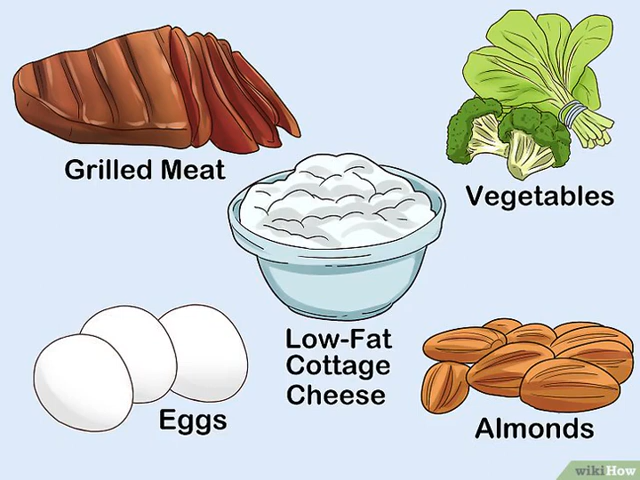 Grilled Meat
Vegetables
Low-Fat
Cottage
Cheese
Eggs
Almonds
wikiHow